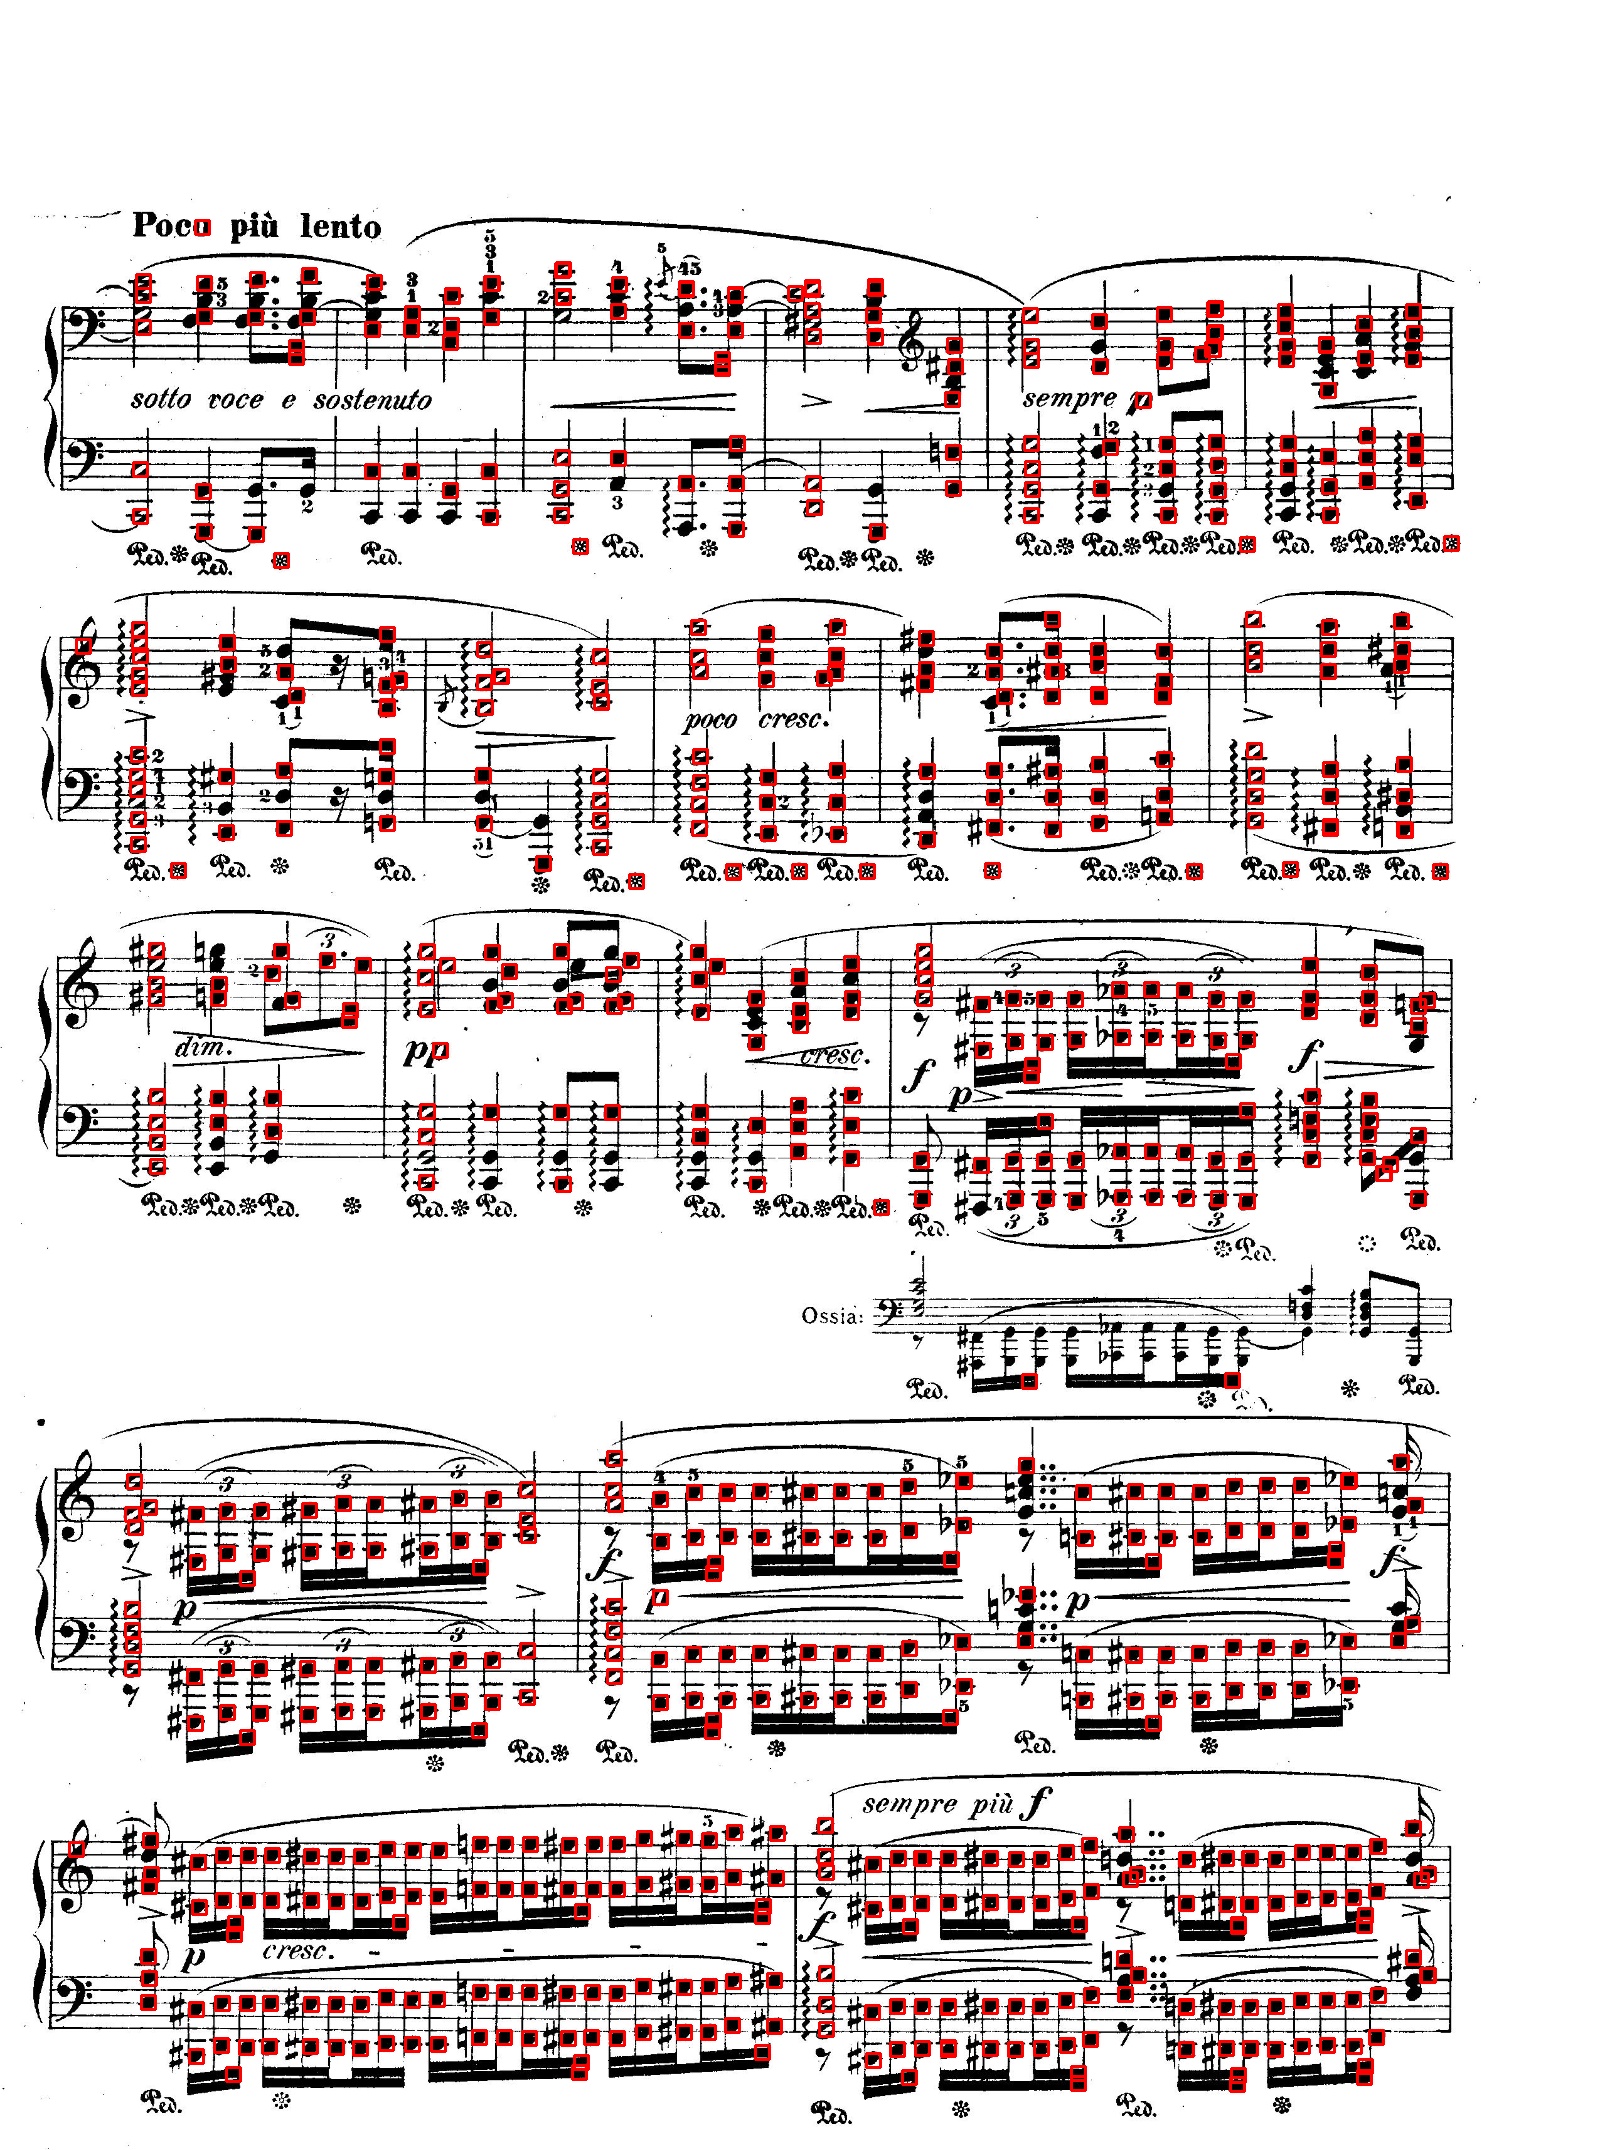 Poco più lento
sotto voce e sostenuto
sempre p
Ped. Ped. Ped. Ped. Ped. Ped. Ped. Ped. Ped. Ped. Ped. Ped. Ped.
poco cresc.
Ped. Ped. Ped. Ped. Ped. Ped. Ped. Ped. Ped. Ped. Ped. Ped. Ped.
dim.
pp
cresc.
f p f
Ped. Ped. Ped. Ped. Ped. Ped. Ped. Ped. Ped. Ped. Ped.
Ossia:
Ped. Ped. Ped.
p f p p f
Ped. Ped. Ped.
sempre più f
p cresc. - - - - f
Ped. Ped. Ped.